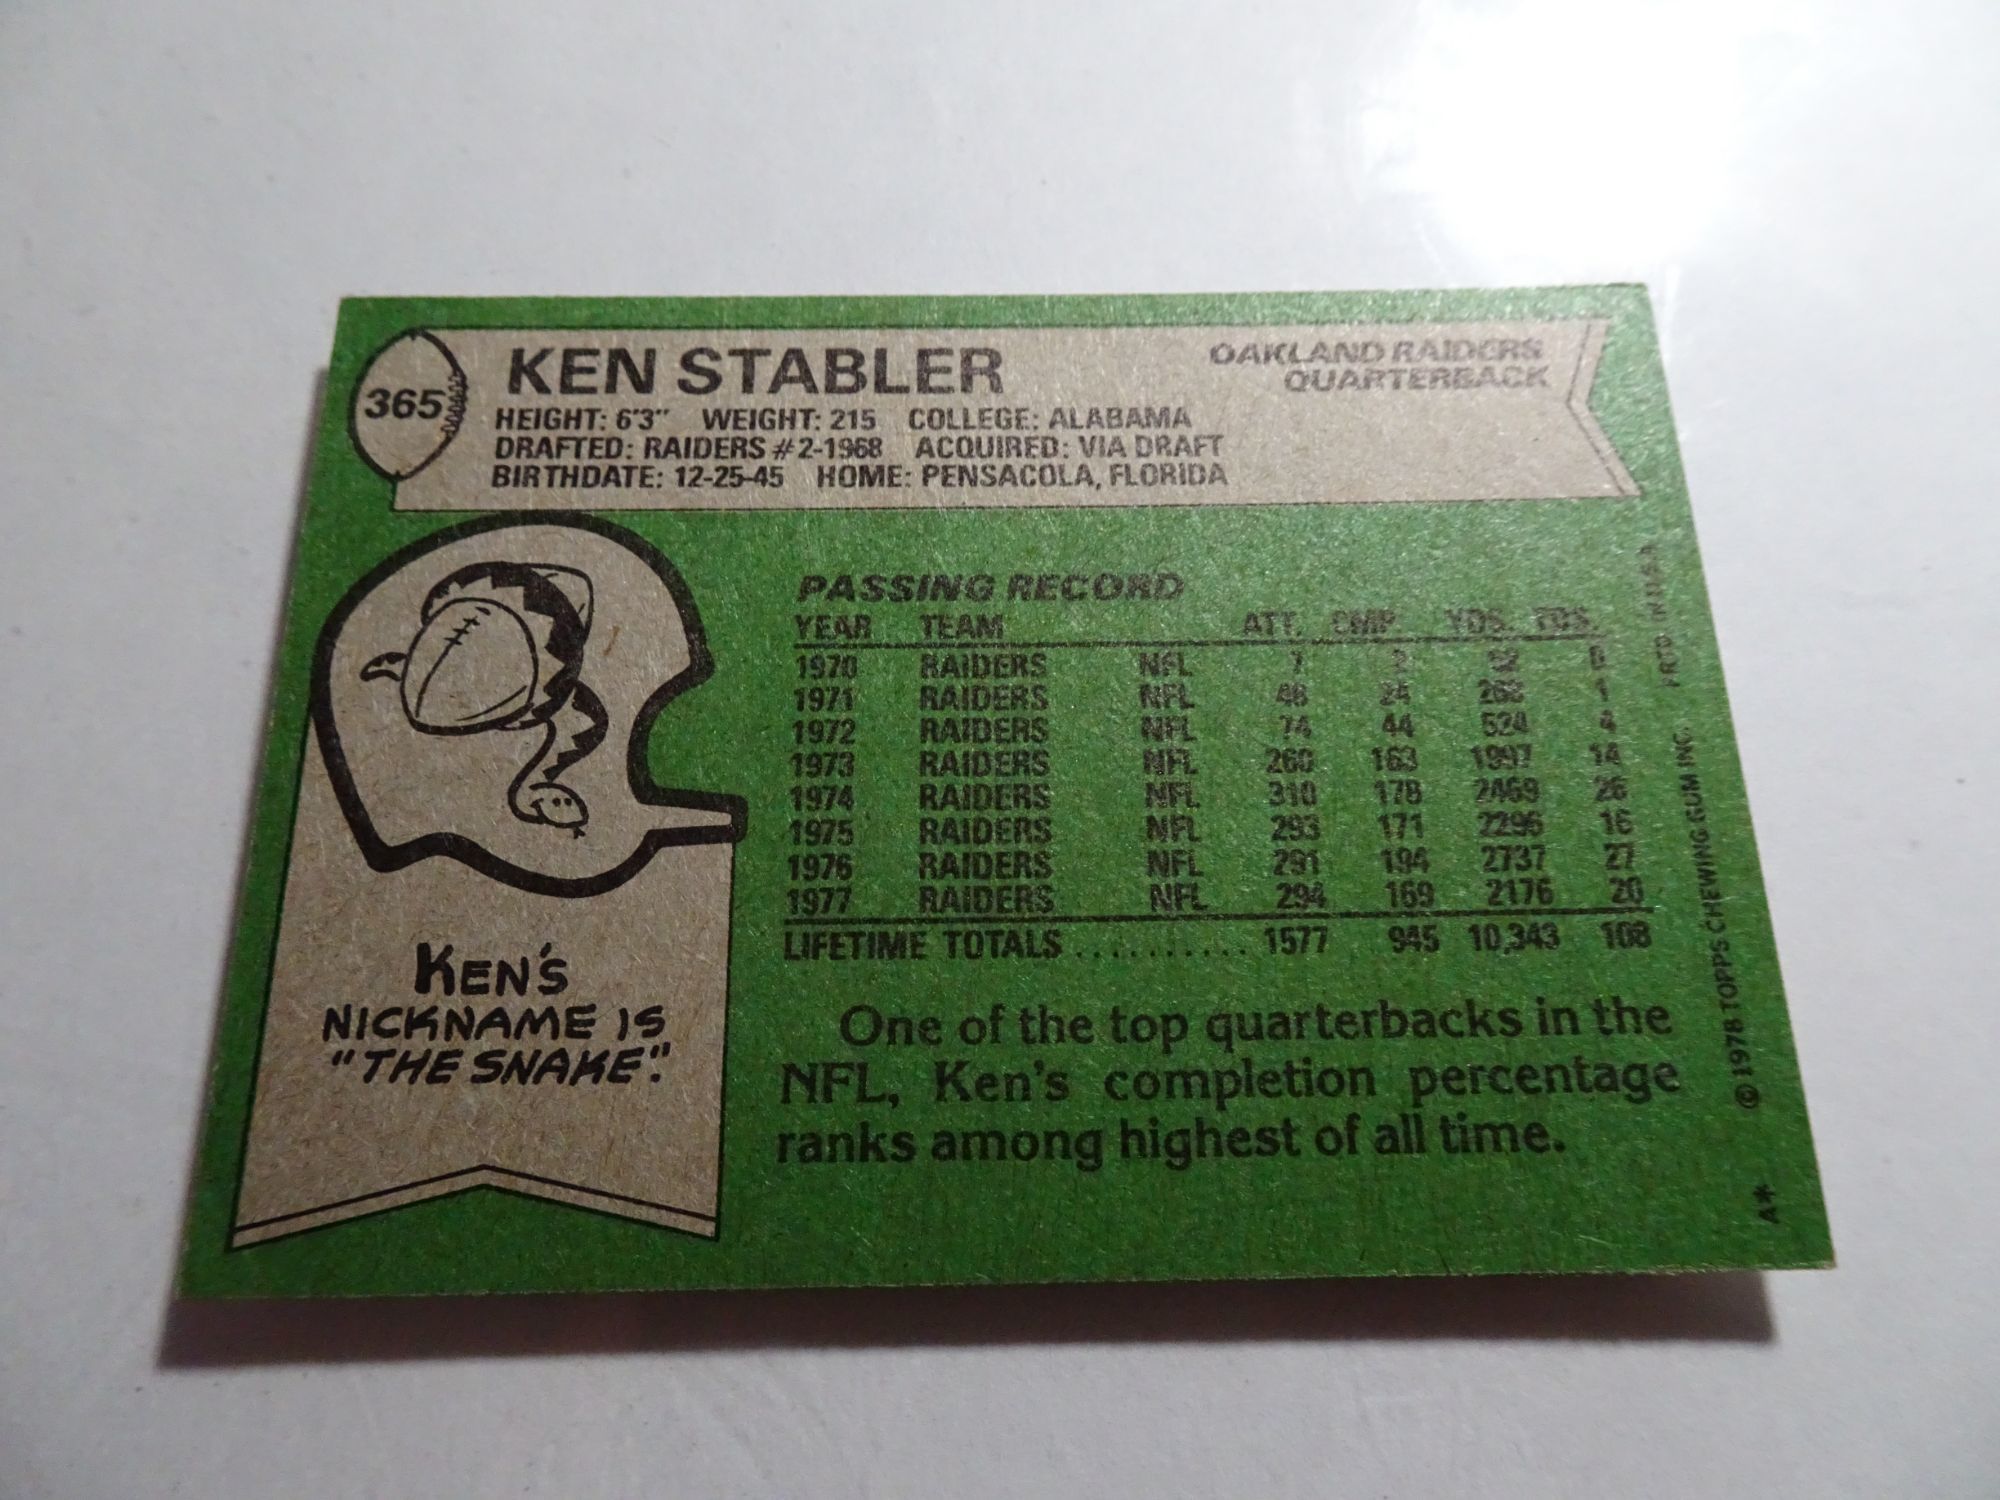 365
KEN STABLER
OAKLAND RAIDERS
QUARTERBACK
HEIGHT: 6'3" WEIGHT: 215 COLLEGE: ALABAMA
DRAFTED: RAIDERS #2-1968 ACQUIRED: VIA DRAFT
BIRTHDATE: 12-25-45 HOME: PENSACOLA, FLORIDA
PASSING RECORD
YEAR TEAM ATT. CMP. YDS. TDS.
1970 RAIDERS NFL 7 2 52 0
1971 RAIDERS NFL 48 24 268 1
1972 RAIDERS NFL 74 44 524 4
1973 RAIDERS NFL 260 163 1997 14
1974 RAIDERS NFL 310 178 2469 26
1975 RAIDERS NFL 293 171 2296 16
1976 RAIDERS NFL 291 194 2737 27
1977 RAIDERS NFL 294 169 2176 20
LIFETIME TOTALS .......... 1577 945 10,343 108
KEN'S
NICKNAME IS
"THE SNAKE".
One of the top quarterbacks in the
NFL, Ken's completion percentage
ranks among highest of all time.
© 1978 TOPPS CHEWING GUM INC. PRTD. IN U.S.A.
A*